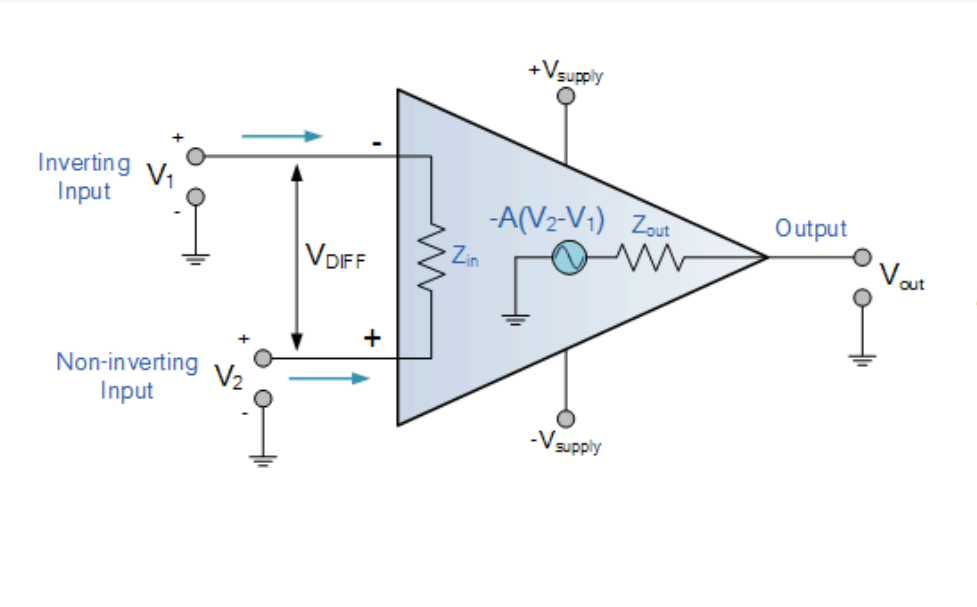 +Vsupply
+
-
Inverting
Input
V1
-
-A(V2-V1)
Zout
Output
VDIFF
Zin
Vout
+
+
Non-inverting
Input
V2
-
-Vsupply